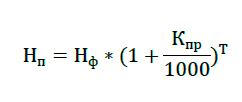 Нп = Нф * (1 + Кпр/1000)^Т